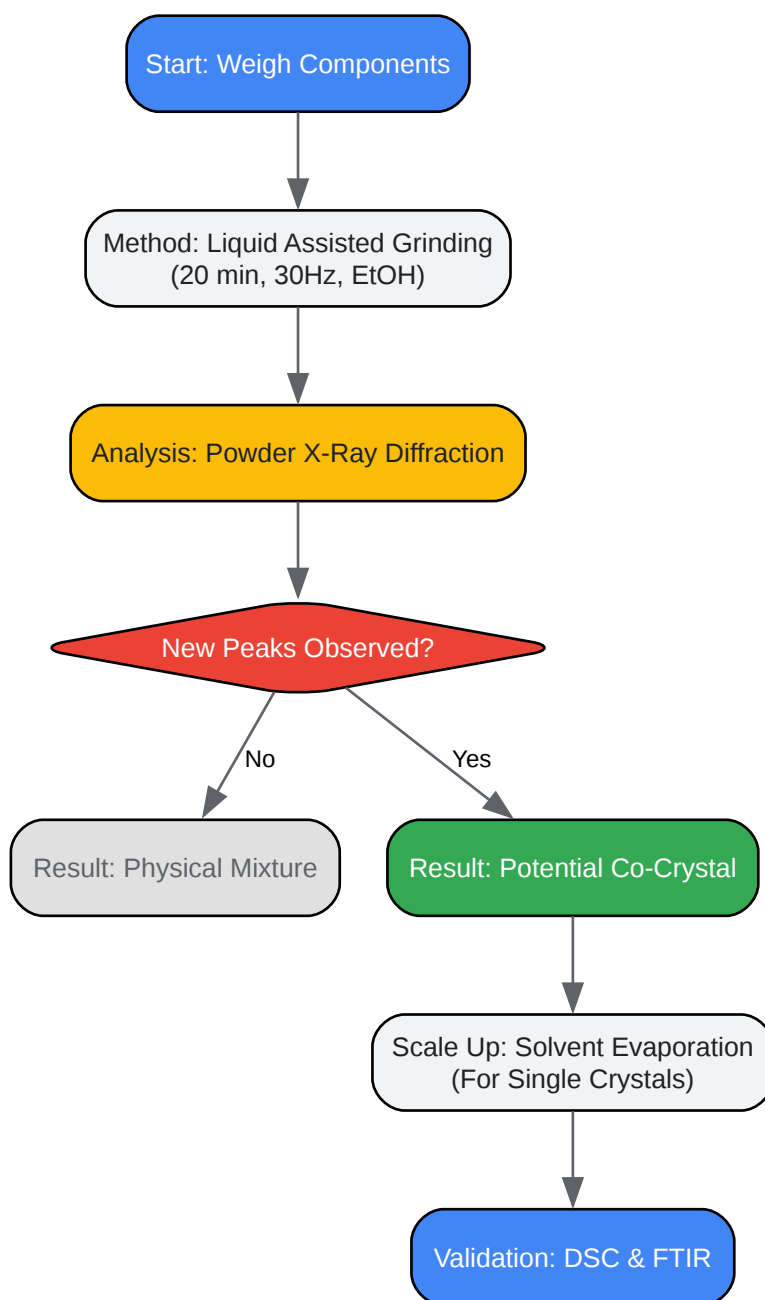 Start: Weigh Components
Method: Liquid Assisted Grinding
(20 min, 30Hz, EtOH)
Analysis: Powder X-Ray Diffraction
New Peaks Observed?
No
Yes
Result: Physical Mixture
Result: Potential Co-Crystal
Scale Up: Solvent Evaporation
(For Single Crystals)
Validation: DSC & FTIR